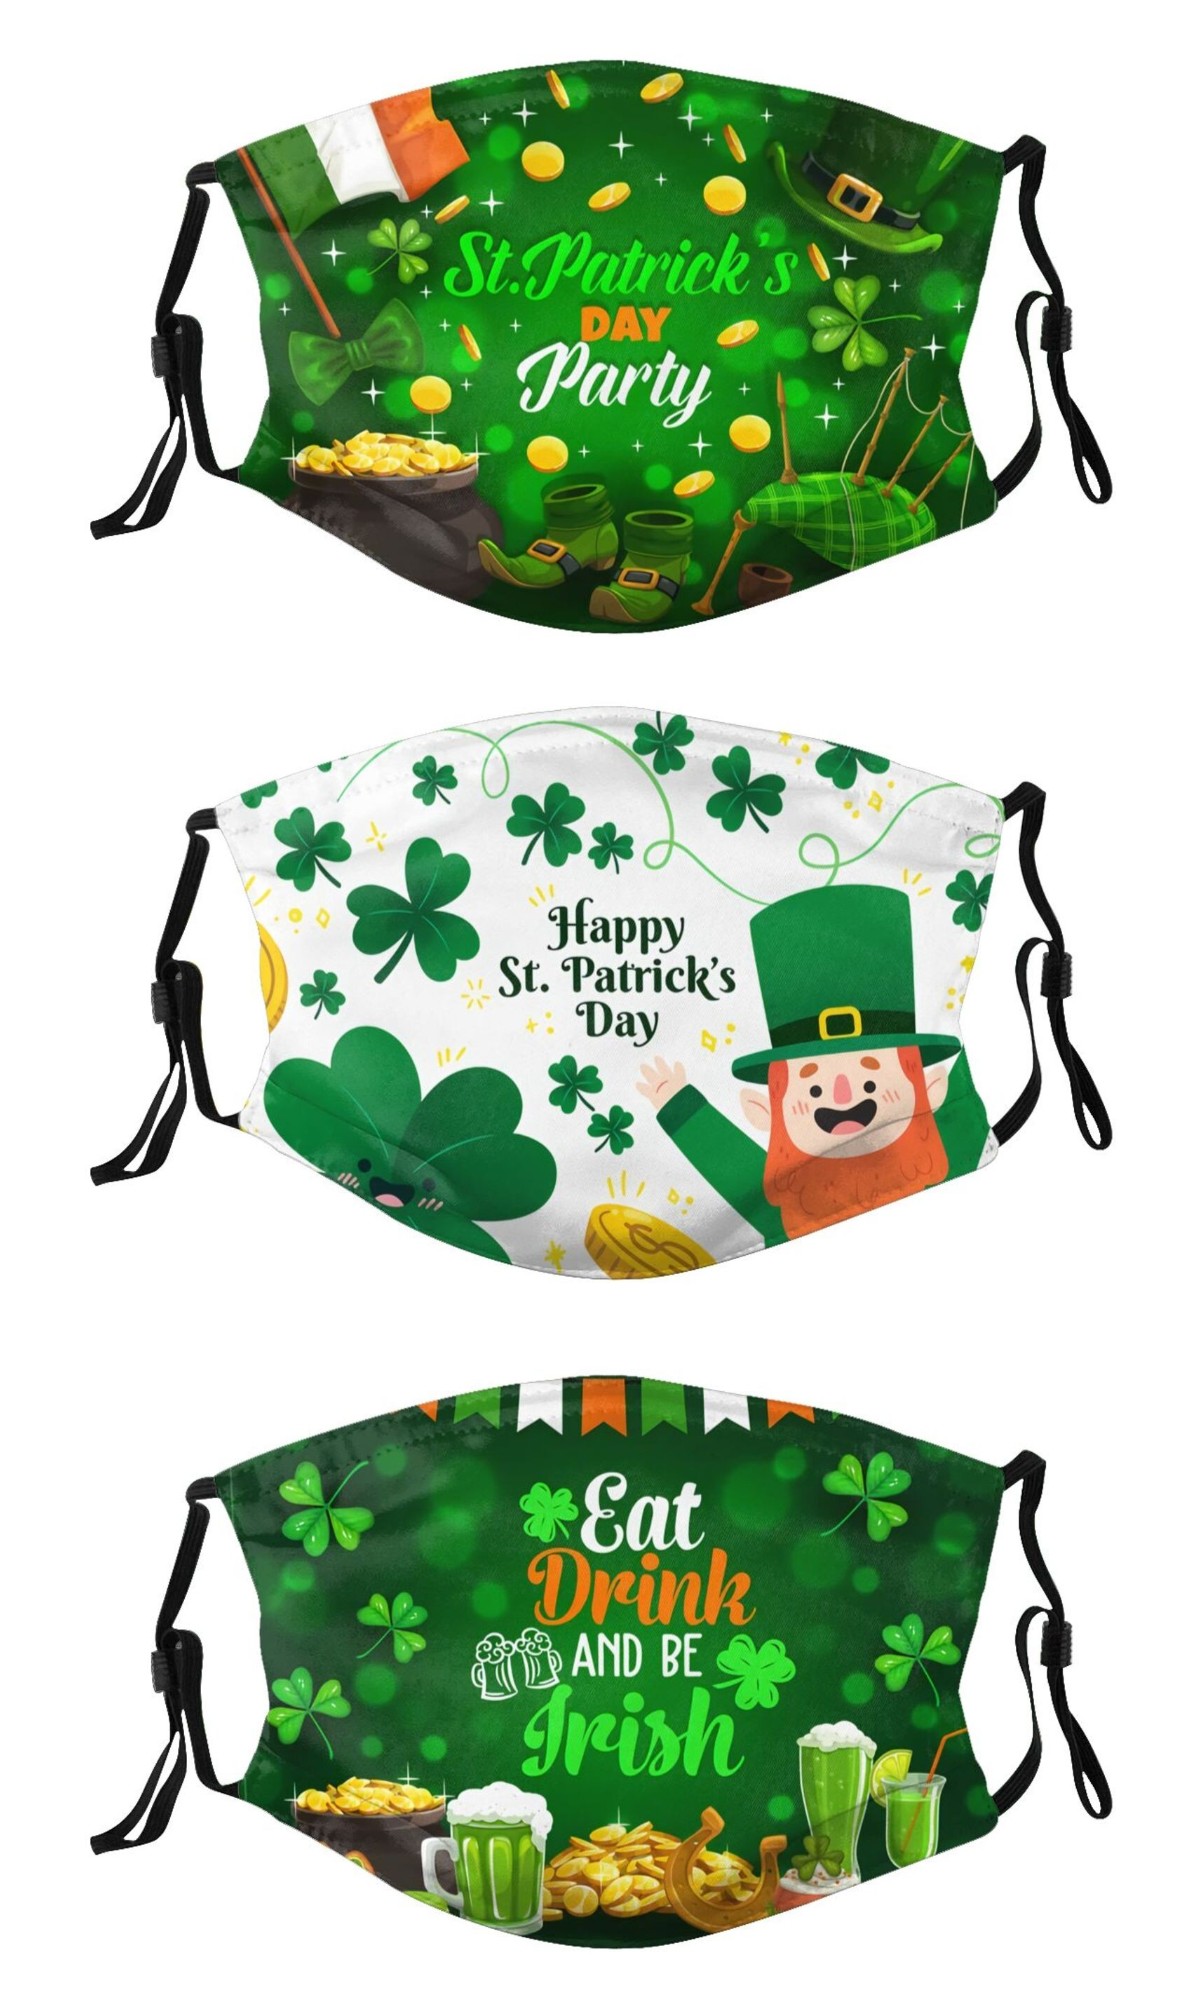 St. Patrick's
DAY
Party
Happy
St. Patrick's
Day
Eat
Drink
AND BE
Irish